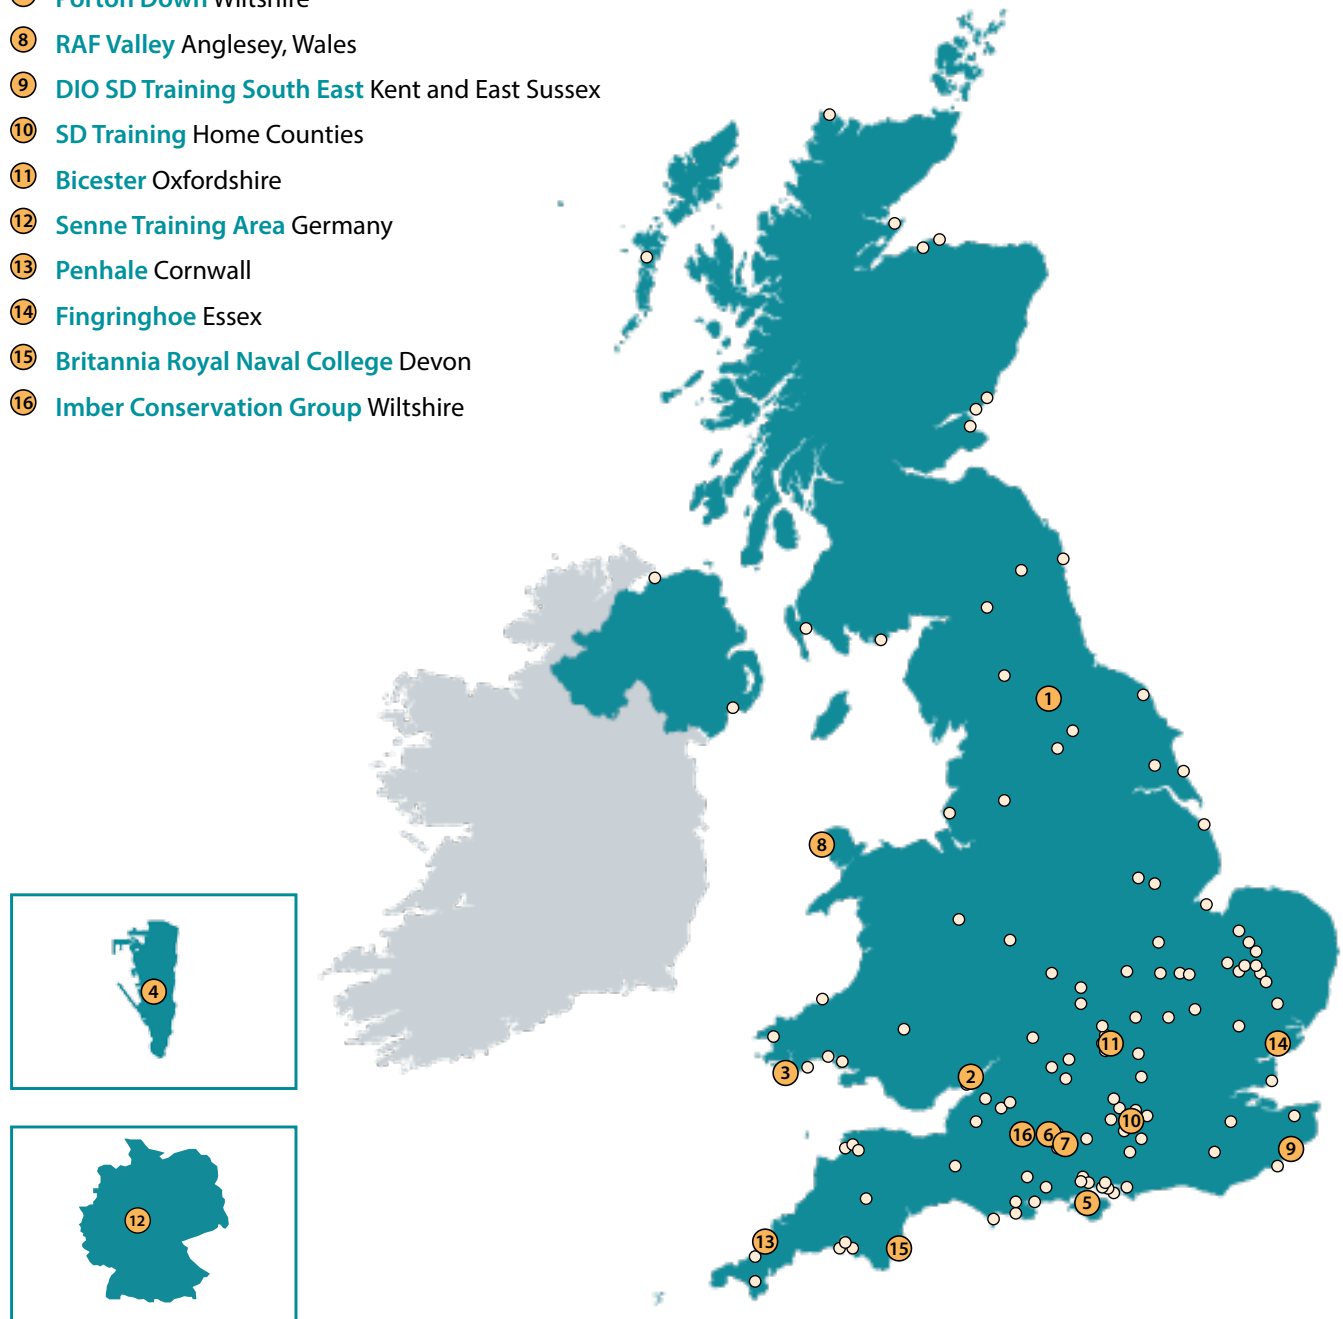 Porton Down Wiltshire
8 RAF Valley Anglesey, Wales
9 DIO SD Training South East Kent and East Sussex
10 SD Training Home Counties
11 Bicester Oxfordshire
12 Senne Training Area Germany
13 Penhale Cornwall
14 Fingringhoe Essex
15 Britannia Royal Naval College Devon
16 Imber Conservation Group Wiltshire
1
8
4
11
14
3
2
10
16
6
7
9
5
12
13
15